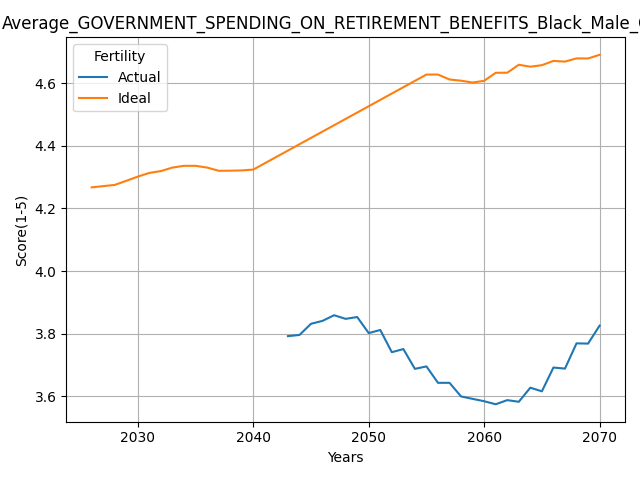 Average_GOVERNMENT_SPENDING_ON_RETIREMENT_BENEFITS_Black_Male_
Fertility
Actual
Ideal
Score(1-5)
4.6
4.4
4.2
4.0
3.8
3.6
2030 2040 2050 2060 2070
Years